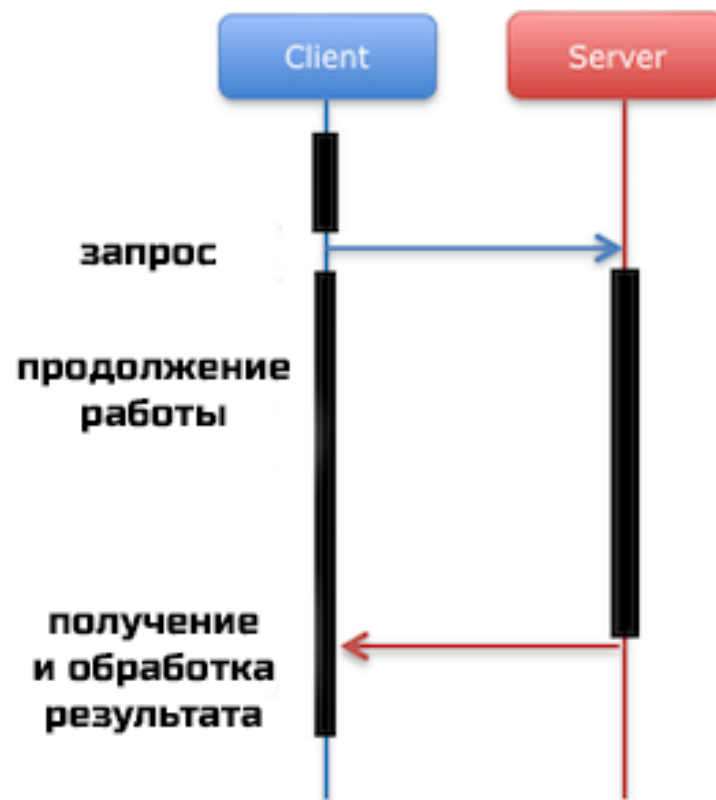 Client
Server
запрос
продолжение
работы
получение
и обработка
результата